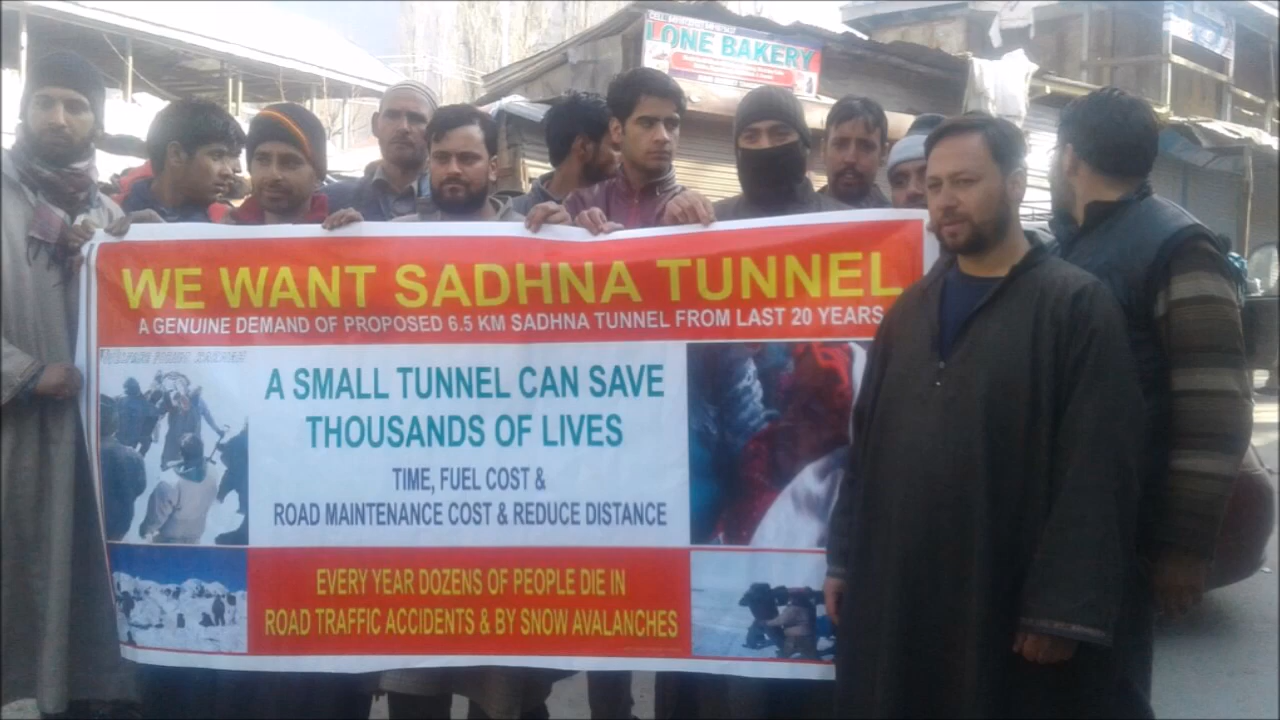 LONE BAKERY
WE WANT SADHNA TUNNEL
A GENUINE DEMAND OF PROPOSED 6.5 KM SADHNA TUNNEL FROM LAST 20 YEARS
A SMALL TUNNEL CAN SAVE
THOUSANDS OF LIVES
TIME, FUEL COST &
ROAD MAINTENANCE COST & REDUCE DISTANCE
EVERY YEAR DOZENS OF PEOPLE DIE IN
ROAD TRAFFIC ACCIDENTS & BY SNOW AVALANCHES